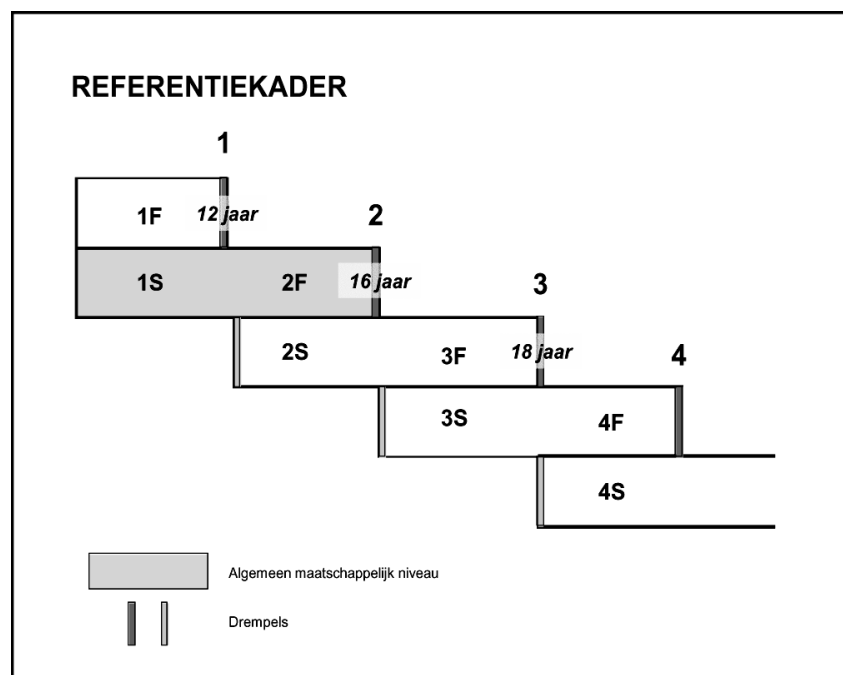 REFERENTIEKADER
1
1F
12 jaar
2
1S
2F
16 jaar
3
2S
3F
18 jaar
4
3S
4F
4S
Algemeen maatschappelijk niveau
Drempels